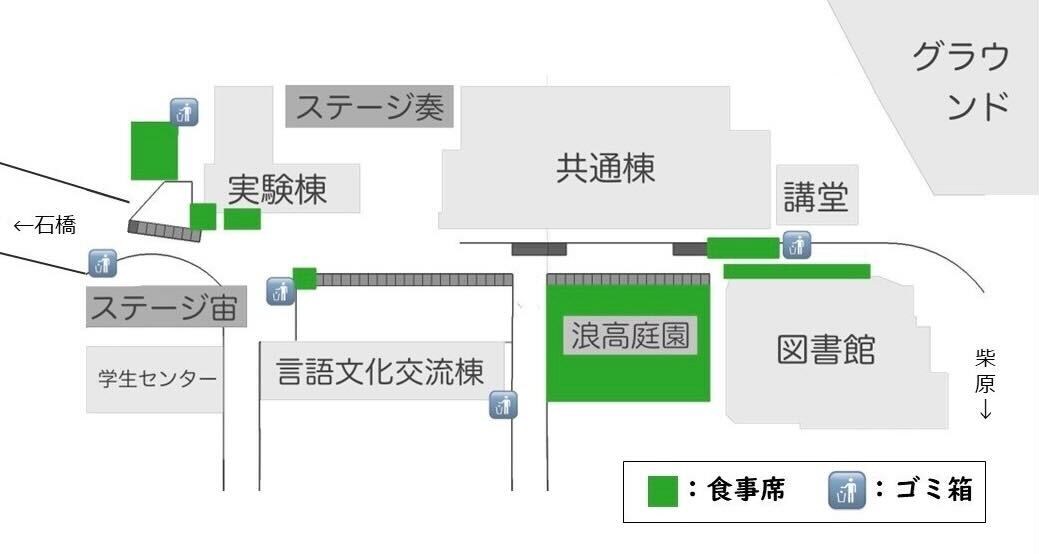 グラウ
ンド
ステージ奏
共通棟
実験棟
講堂
←石橋
ステージ宙
浪高庭園
図書館
学生センター
言語文化交流棟
柴
原
↓
：食事席
：ゴミ箱